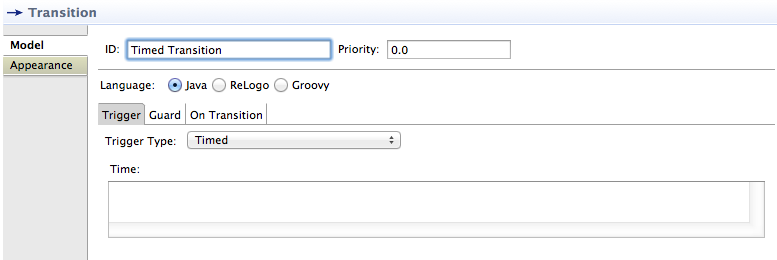 Transition
Model
Appearance
ID: Timed Transition Priority: 0.0
Language: Java ReLogo Groovy
Trigger Guard On Transition
Trigger Type: Timed
Time: